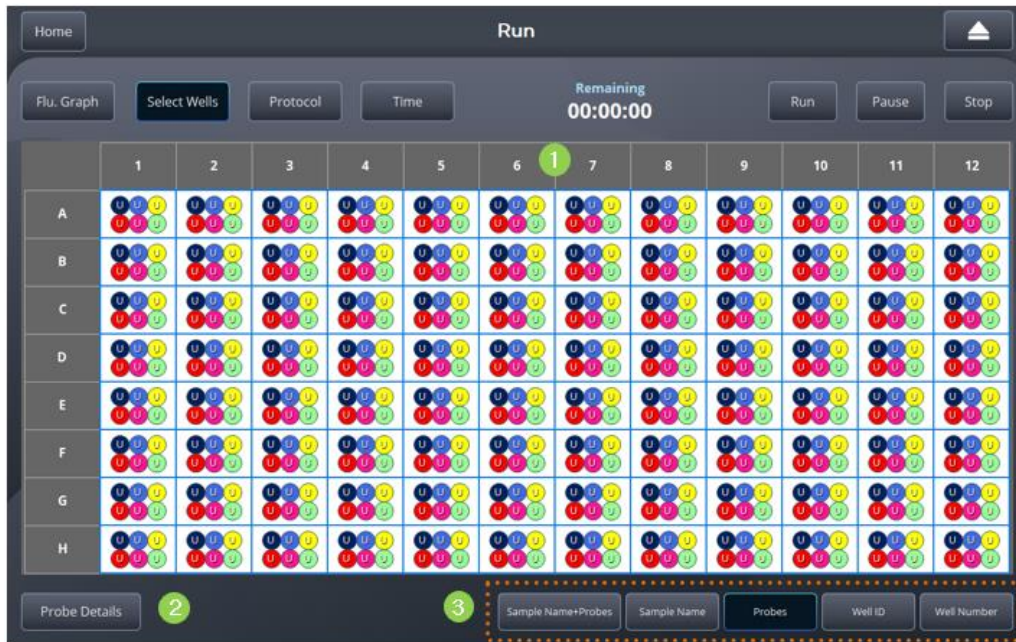 Home Run
Flu. Graph Select Wells Protocol Time Remaining 00:00:00 Run Pause Stop
1 2 3 4 5 6 1 7 8 9 10 11 12
U U U U U U U U U U U U U U U U U U U U U U U U U U U U U U U U U U U U
A
U U U U U U U U U U U U U U U U U U U U U U U U U U U U U U U U U U U U
U U U U U U U U U U U U U U U U U U U U U U U U U U U U U U U U U U U U
B
U U U U U U U U U U U U U U U U U U U U U U U U U U U U U U U U U U U U
U U U U U U U U U U U U U U U U U U U U U U U U U U U U U U U U U U U U
C
U U U U U U U U U U U U U U U U U U U U U U U U U U U U U U U U U U U U
U U U U U U U U U U U U U U U U U U U U U U U U U U U U U U U U U U U U
D
U U U U U U U U U U U U U U U U U U U U U U U U U U U U U U U U U U U U
U U U U U U U U U U U U U U U U U U U U U U U U U U U U U U U U U U U U
E
U U U U U U U U U U U U U U U U U U U U U U U U U U U U U U U U U U U U
U U U U U U U U U U U U U U U U U U U U U U U U U U U U U U U U U U U U
F
U U U U U U U U U U U U U U U U U U U U U U U U U U U U U U U U U U U U
U U U U U U U U U U U U U U U U U U U U U U U U U U U U U U U U U U U U
G
U U U U U U U U U U U U U U U U U U U U U U U U U U U U U U U U U U U U
U U U U U U U U U U U U U U U U U U U U U U U U U U U U U U U U U U U U
H
U U U U U U U U U U U U U U U U U U U U U U U U U U U U U U U U U U U U
Probe Details 2 3 Sample Name+Probes Sample Name Probes Well ID Well Number